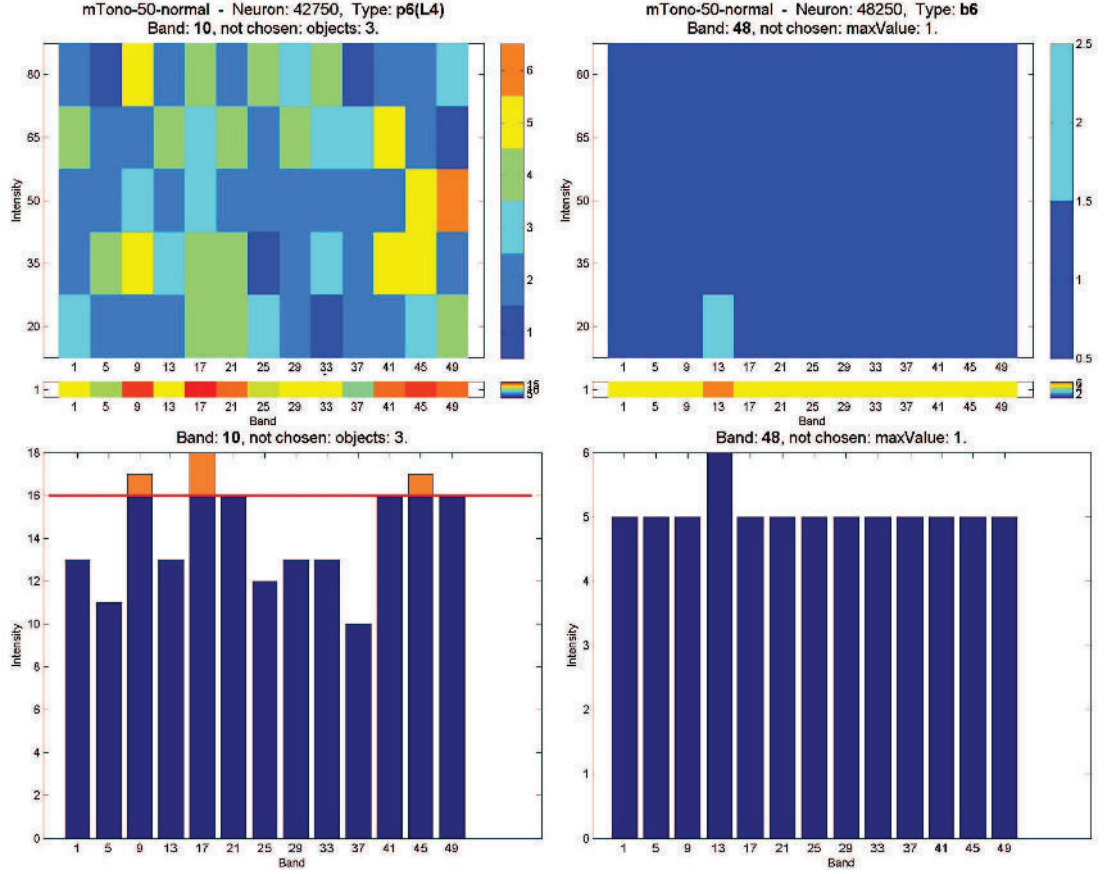 mTono-50-normal - Neuron: 42750, Type: p6(L4)
Band: 10, not chosen: objects: 3.
Intensity
80
65
50
35
20
1 5 9 13 17 21 25 29 33 37 41 45 49
6
5
4
3
2
1
1
1 5 9 13 17 21 25 29 33 37 41 45 49
Band
mTono-50-normal - Neuron: 48250, Type: b6
Band: 48, not chosen: maxValue: 1.
Intensity
80
65
50
35
20
1 5 9 13 17 21 25 29 33 37 41 45 49
2.5
2
1.5
1
0.5
1
6
4
2
1 5 9 13 17 21 25 29 33 37 41 45 49
Band
Band: 10, not chosen: objects: 3.
Intensity
18
16
14
12
10
8
6
4
2
0
1 5 9 13 17 21 25 29 33 37 41 45 49
Band
Band: 48, not chosen: maxValue: 1.
Intensity
6
5
4
3
2
1
0
1 5 9 13 17 21 25 29 33 37 41 45 49
Band